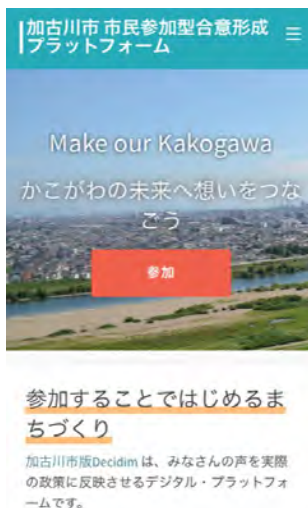 加古川市 市民参加型合意形成
プラットフォーム
Make our Kakogawa
かこがわの未来へ想いをつな
ごう
参加
参加することではじめるま
ちづくり
加古川市版Decidim は、みなさんの声を実際
の政策に反映させるデジタル・プラットフォ
ームです。